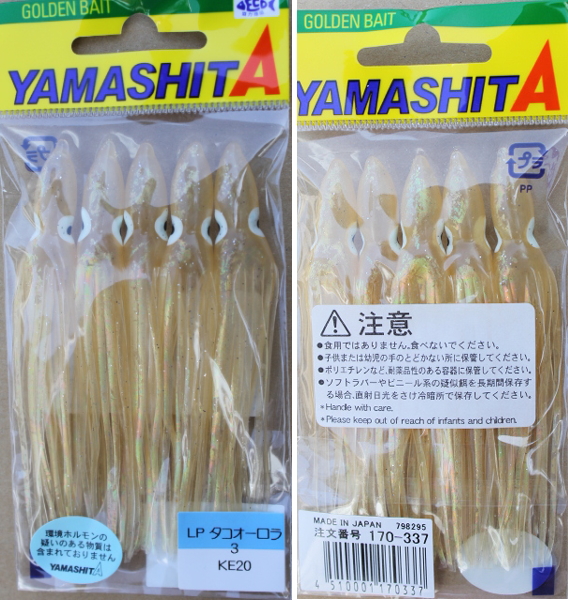 GOLDEN BAIT
YAMASHITA
環境ホルモンの
疑いのある物質は
含まれておりません
YAMASHITA
LP タコオーロラ
3
KE20
GOLDEN BAIT
YAMASHITA
プラ
PP
注意
●食用ではありません。食べないでください。
●子供または幼児の手のとどかない所に保管してください。
●ポリエチレンなど、耐薬品性のある容器に保管してください。
●ソフトラバーやビニール系の疑似餌を長期間保存す
る場合、直射日光をさけ冷暗所で保存してください。
*Handle with care.
*Please keep out of reach of infants and children.
MADE IN JAPAN 798295
注文番号 170-337
4 510001 170337